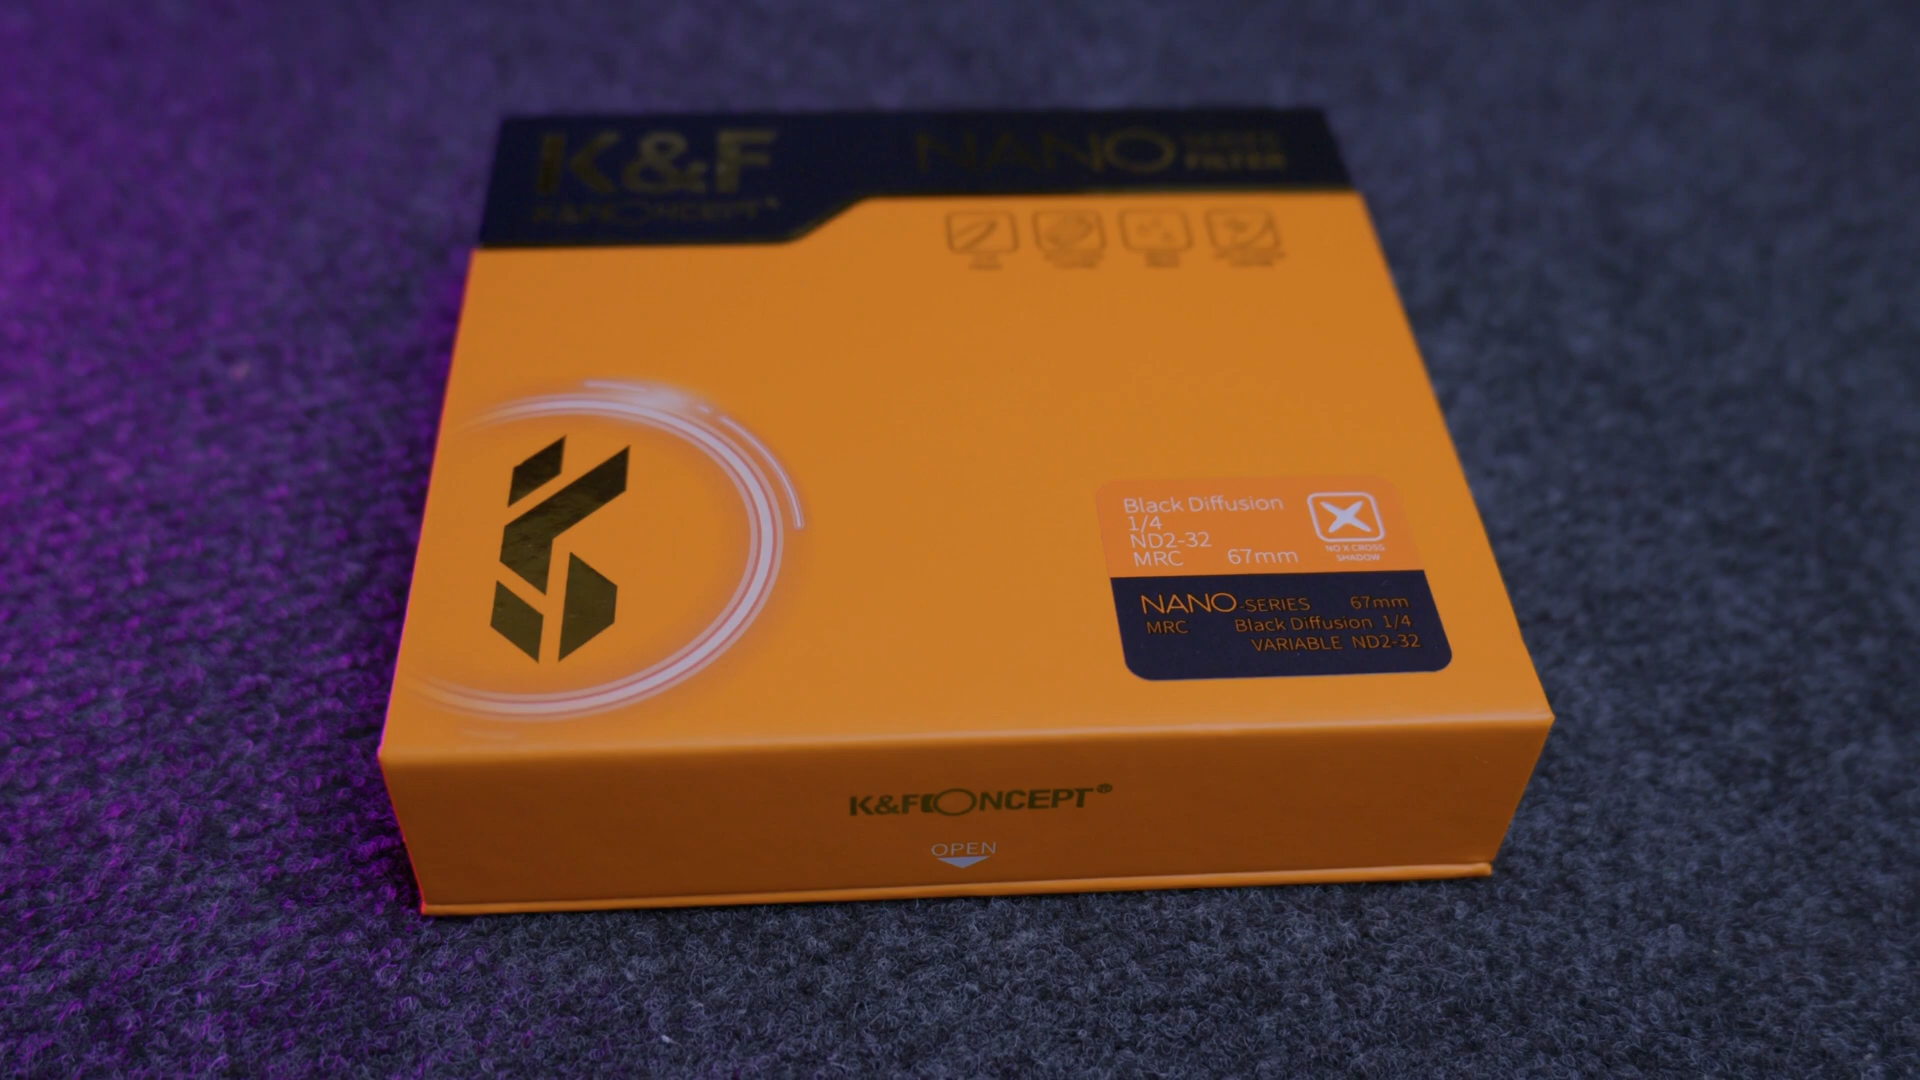 K&F
K&F CONCEPT®
NANO SERIES
FILTER
Black Diffusion
1/4
ND2-32
MRC 67mm
NO X CROSS
SHADOW
NANO-SERIES 67mm
MRC Black Diffusion 1/4
VARIABLE ND2-32
K&F CONCEPT®
OPEN